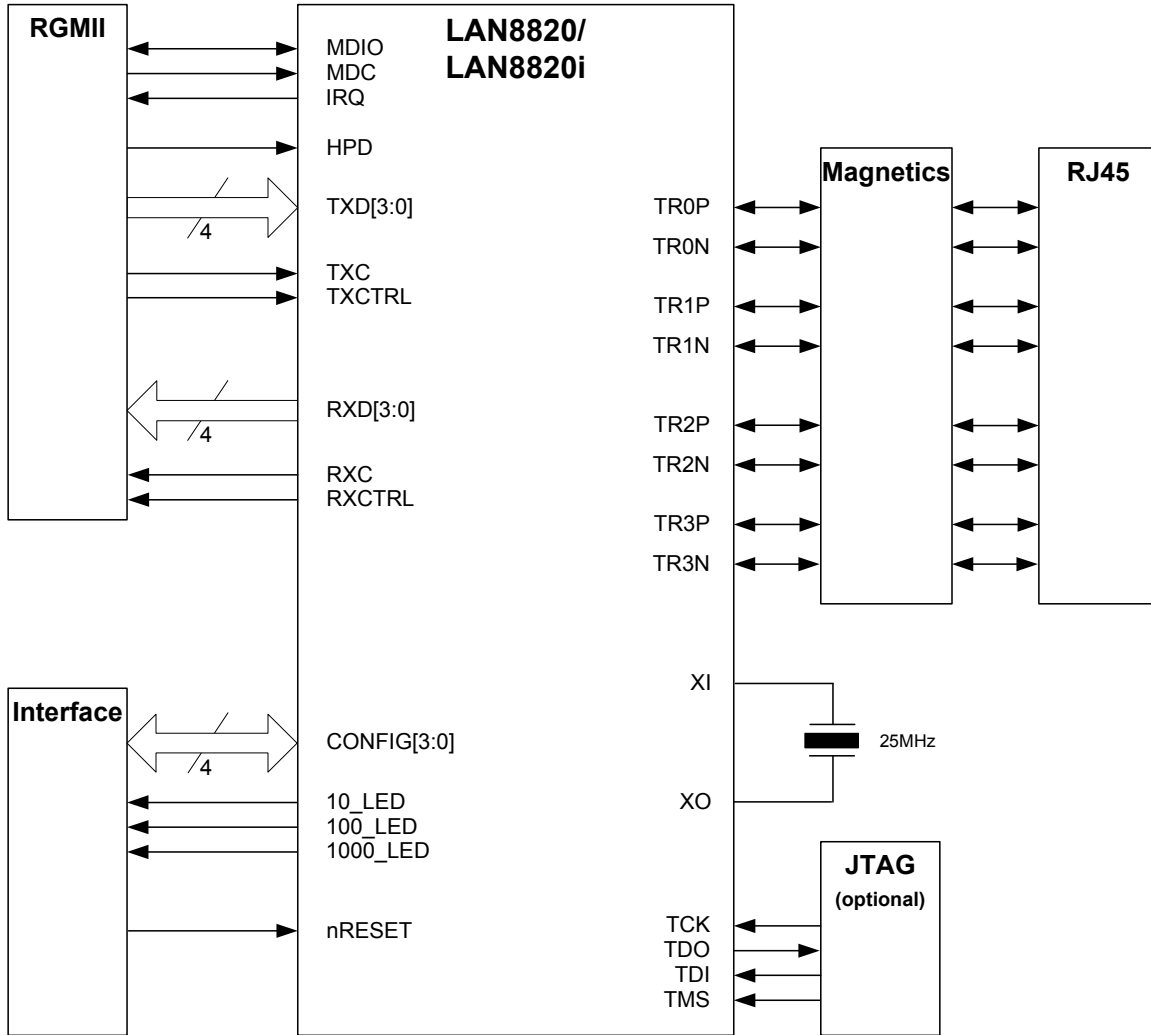 RGMII
LAN8820/
LAN8820i
MDIO
MDC
IRQ
HPD
TXD[3:0]
4
TXC
TXCTRL
RXD[3:0]
4
RXC
RXCTRL
Magnetics
RJ45
TR0P
TR0N
TR1P
TR1N
TR2P
TR2N
TR3P
TR3N
Interface
CONFIG[3:0]
4
10_LED
100_LED
1000_LED
nRESET
XI
25MHz
XO
JTAG
(optional)
TCK
TDO
TDI
TMS